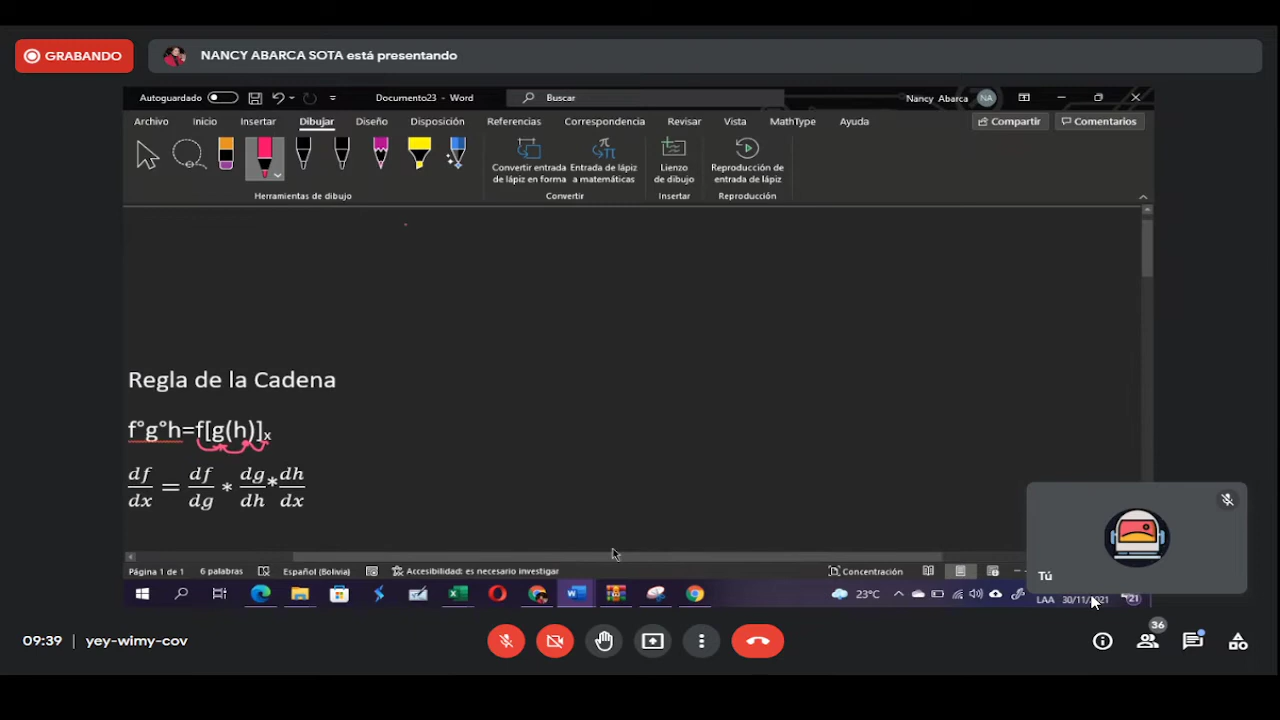 GRABANDO
NANCY ABARCA SOTA está presentando
Autoguardado
Documento23 - Word
Buscar
Nancy Abarca NA
Archivo Inicio Insertar Dibujar Diseño Disposición Referencias Correspondencia Revisar Vista MathType Ayuda Compartir Comentarios
Convertir entrada de lápiz en forma
Entrada de lápiz a matemáticas
Lienzo de dibujo
Reproducción de entrada de lápiz
Herramientas de dibujo Convertir Insertar Reproducción
Regla de la Cadena
f°g°h=f[g(h)]x
df/dx = df/dg * dg/dh * dh/dx
Tú
Página 1 de 1 6 palabras Español (Bolivia) Accesibilidad: es necesario investigar Concentración
23°C LAA 30/11/2021 21
09:39 | yey-wimy-cov
36